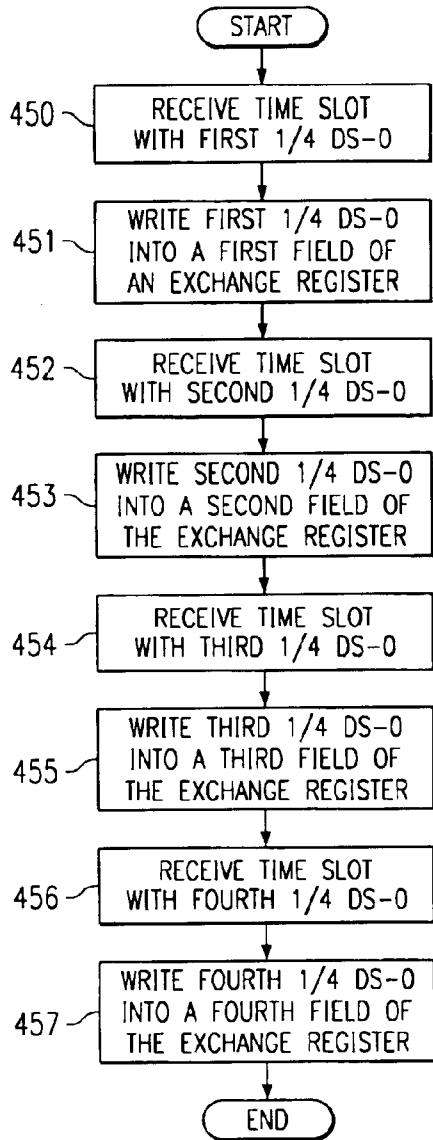 START
450
RECEIVE TIME SLOT
WITH FIRST 1/4 DS-0
451
WRITE FIRST 1/4 DS-0
INTO A FIRST FIELD OF
AN EXCHANGE REGISTER
452
RECEIVE TIME SLOT
WITH SECOND 1/4 DS-0
453
WRITE SECOND 1/4 DS-0
INTO A SECOND FIELD OF
THE EXCHANGE REGISTER
454
RECEIVE TIME SLOT
WITH THIRD 1/4 DS-0
455
WRITE THIRD 1/4 DS-0
INTO A THIRD FIELD OF
THE EXCHANGE REGISTER
456
RECEIVE TIME SLOT
WITH FOURTH 1/4 DS-0
457
WRITE FOURTH 1/4 DS-0
INTO A FOURTH FIELD OF
THE EXCHANGE REGISTER
END